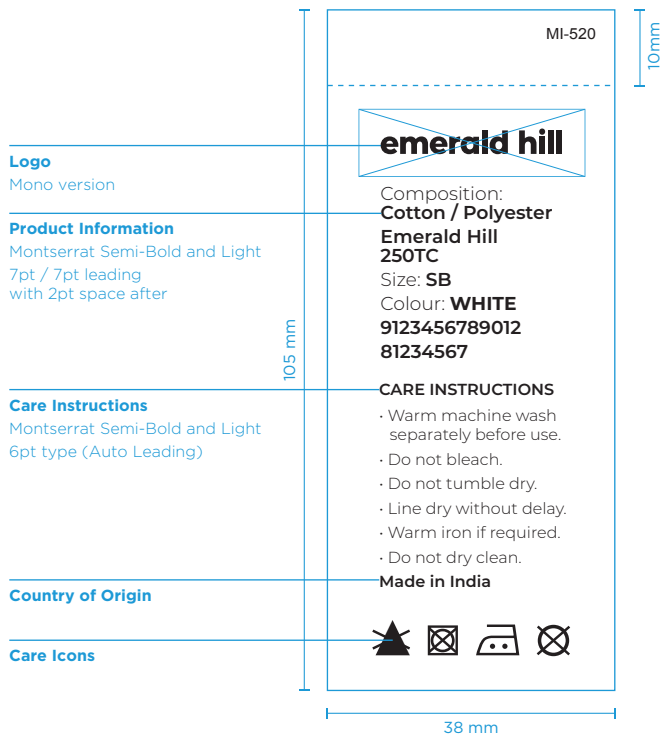 MI-520
10mm
emerald hill
Logo
Mono version
Composition:
Cotton / Polyester
Product Information
Montserrat Semi-Bold and Light
7pt / 7pt leading
with 2pt space after
Emerald Hill
250TC
Size: SB
Colour: WHITE
9123456789012
81234567
105 mm
CARE INSTRUCTIONS
Care Instructions
Montserrat Semi-Bold and Light
6pt type (Auto Leading)
· Warm machine wash
separately before use.
· Do not bleach.
· Do not tumble dry.
· Line dry without delay.
· Warm iron if required.
· Do not dry clean.
Made in India
Country of Origin
Care Icons
38 mm